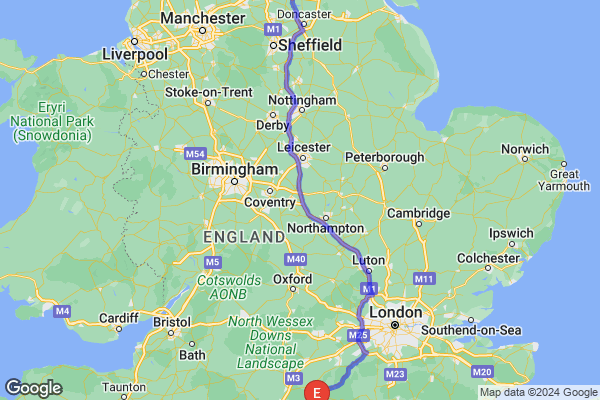 Doncaster
Manchester
M1
Liverpool
Sheffield
Chester
Stoke-on-Trent
Nottingham
Derby
Eryri
National Park
(Snowdonia)
Leicester
M54
Peterborough
Norwich
Birmingham
Great
Yarmouth
Coventry
Cambridge
Northampton
ENGLAND
Ipswich
M5
M40
Luton
Colchester
Cotswolds
AONB
Oxford
M11
M1
M4
Cardiff
London
Bristol
North Wessex
Downs
National
Landscape
Southend-on-Sea
M25
Bath
M20
M3
M23
Taunton
E
Google
Google
Map data ©2024 Google